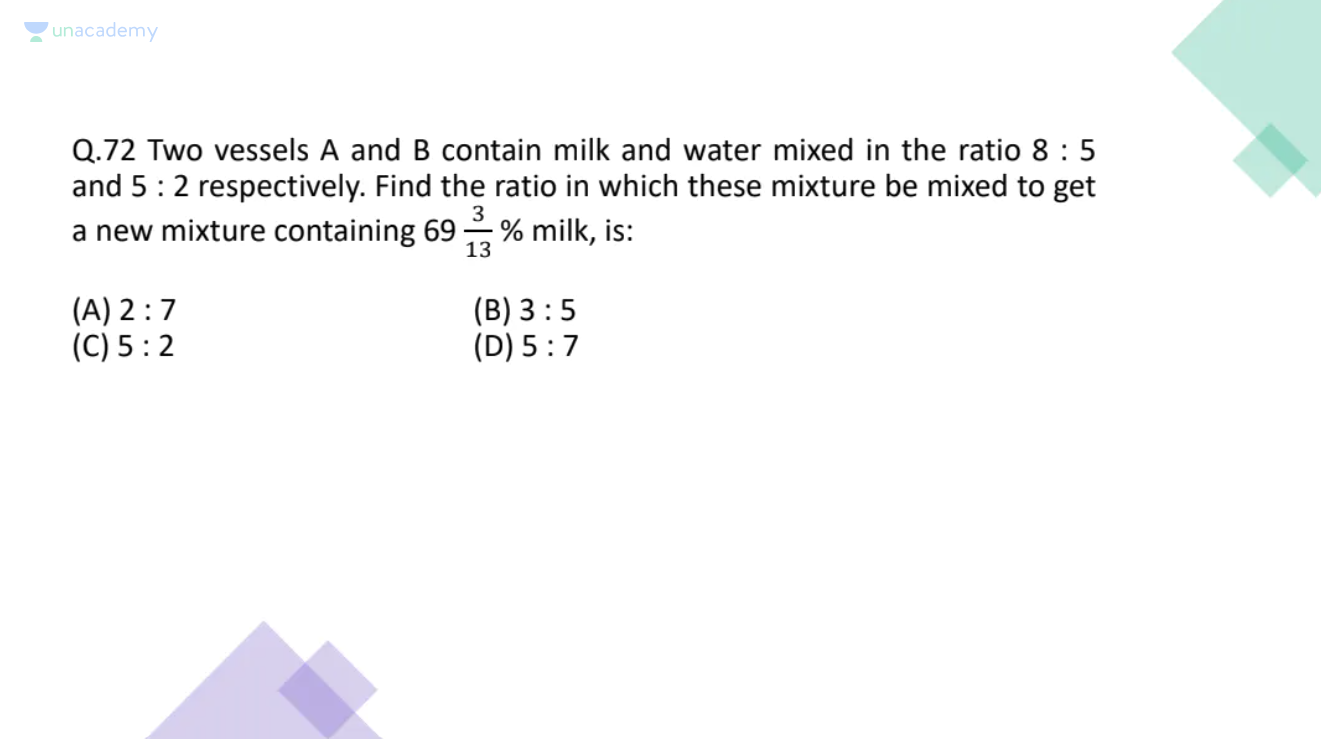 unacademy
Q.72 Two vessels A and B contain milk and water mixed in the ratio 8 : 5
and 5 : 2 respectively. Find the ratio in which these mixture be mixed to get
a new mixture containing 69 3/13 % milk, is:
(A) 2 : 7 (B) 3 : 5
(C) 5 : 2 (D) 5 : 7